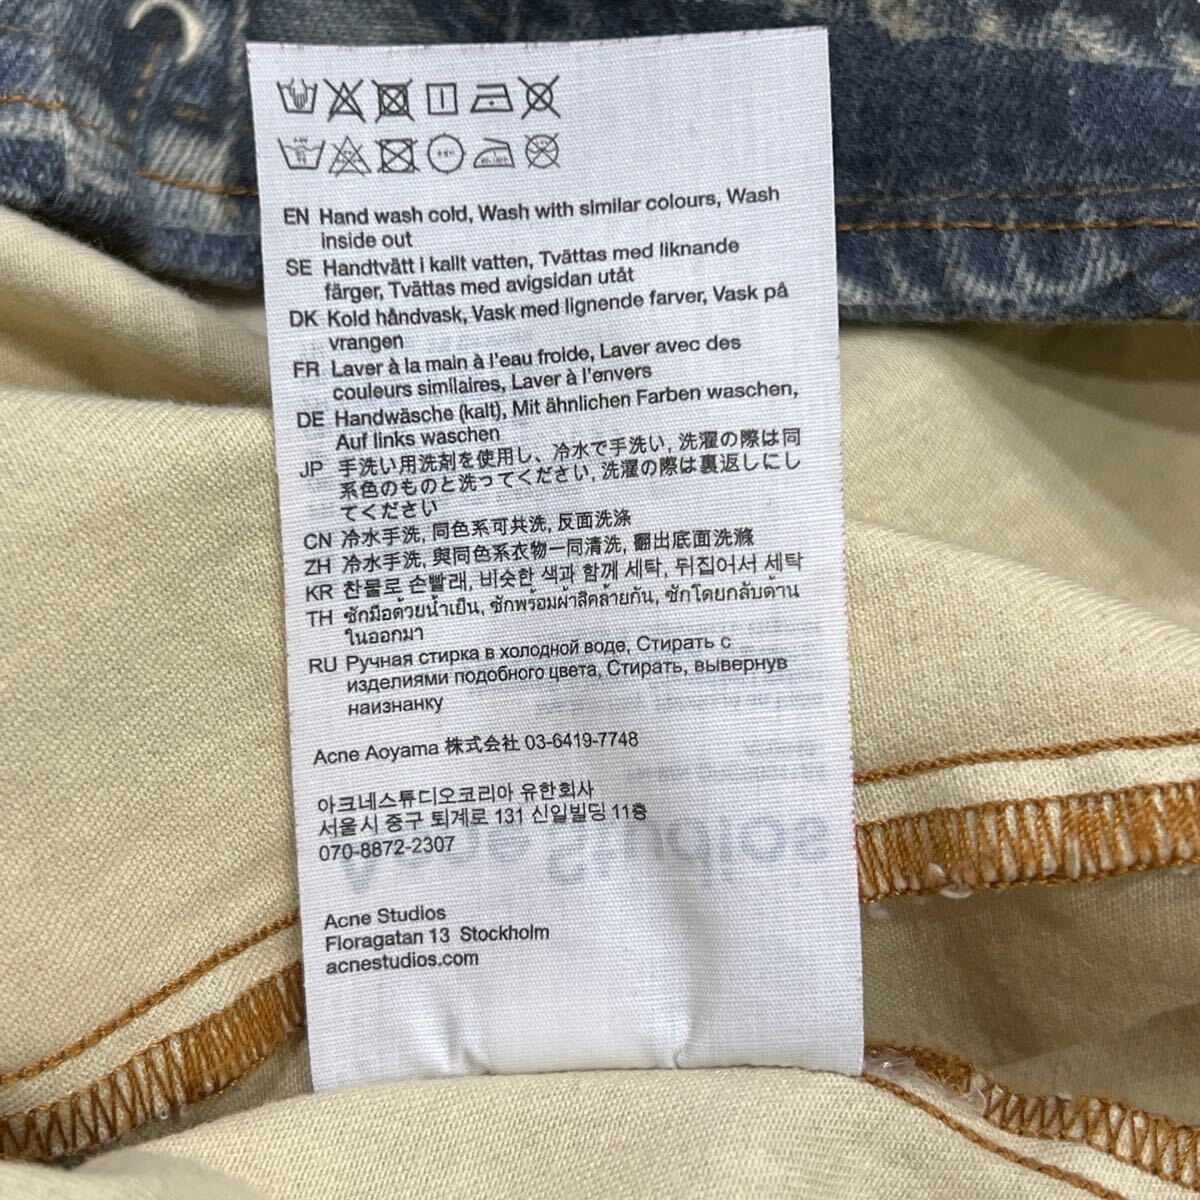 EN Hand wash cold, Wash with similar colours, Wash
inside out
SE Handtvätt i kallt vatten, Tvättas med liknande
färger, Tvättas med avigsidan utåt
DK Kold håndvask, Vask med lignende farver, Vask på
vrangen
FR Laver à la main à l'eau froide, Laver avec des
couleurs similaires, Laver à l'envers
DE Handwäsche (kalt), Mit ähnlichen Farben waschen,
Auf links waschen
JP 手洗い用洗剤を使用し、冷水で手洗い, 洗濯の際は同
系色のものと洗ってください, 洗濯の際は裏返しにし
てください
CN 冷水手洗, 同色系可共洗, 反面洗涤
ZH 冷水手洗, 與同色系衣物一同清洗, 翻出底面洗滌
KR 찬물로 손빨래, 비슷한 색과 함께 세탁, 뒤집어서 세탁
TH ซักมือด้วยน้ำเย็น, ซักพร้อมผ้าสีคล้ายกัน, ซักโดยกลับด้าน
ในออกมา
RU Ручная стирка в холодной воде, Стирать с
изделиями подобного цвета, Стирать, вывернув
наизнанку
Acne Aoyama 株式会社 03-6419-7748
아크네스튜디오코리아 유한회사
서울시 중구 퇴계로 131 신일빌딩 11층
070-8872-2307
Acne Studios
Floragatan 13 Stockholm
acnestudios.com